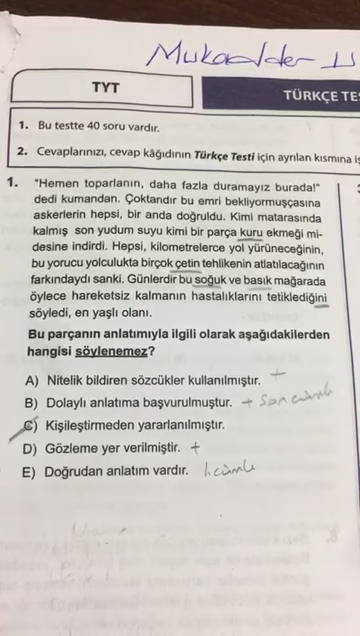 Mukadder 11
TYT
TÜRKÇE TES
1. Bu testte 40 soru vardır.
2. Cevaplarınızı, cevap kâğıdının Türkçe Testi için ayrılan kısmına iş
1. "Hemen toparlanın, daha fazla duramayız burada!"
dedi kumandan. Çoktandır bu emri bekliyormuşçasına
askerlerin hepsi, bir anda doğruldu. Kimi matarasında
kalmış son yudum suyu kimi bir parça kuru ekmeği mi-
desine indirdi. Hepsi, kilometrelerce yol yürüneceğinin,
bu yorucu yolculukta birçok çetin tehlikenin atlatılacağının
farkındaydı sanki. Günlerdir bu soğuk ve basık mağarada
öylece hareketsiz kalmanın hastalıklarını tetiklediğini
söyledi, en yaşlı olanı.
Bu parçanın anlatımıyla ilgili olarak aşağıdakilerden
hangisi söylenemez?
A) Nitelik bildiren sözcükler kullanılmıştır. +
B) Dolaylı anlatıma başvurulmuştur. + Son cümle
C) Kişileştirmeden yararlanılmıştır.
D) Gözleme yer verilmiştir. +
E) Doğrudan anlatım vardır. 1. cümle